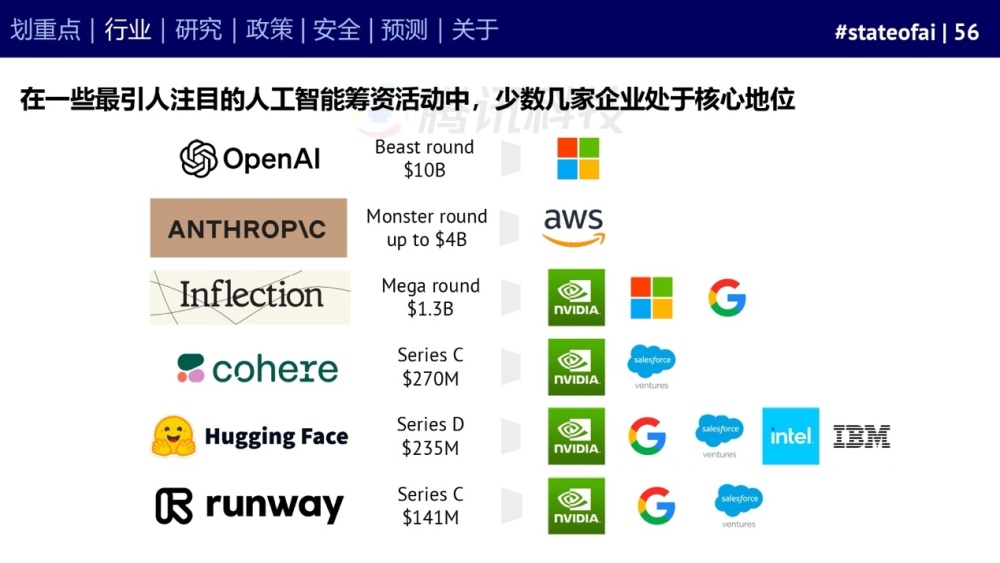 划重点 | 行业 | 研究 | 政策 | 安全 | 预测 | 关于
#stateofai | 56
在一些最引人注目的人工智能筹资活动中，少数几家企业处于核心地位
腾讯科技
OpenAI
Beast round
$10B
ANTHROP\C
Monster round
up to $4B
aws
Inflection
Mega round
$1.3B
NVIDIA.
G
cohere
Series C
$270M
NVIDIA.
salesforce
ventures
Hugging Face
Series D
$235M
NVIDIA.
G
salesforce
ventures
intel.
IBM
runway
Series C
$141M
NVIDIA.
G
salesforce
ventures